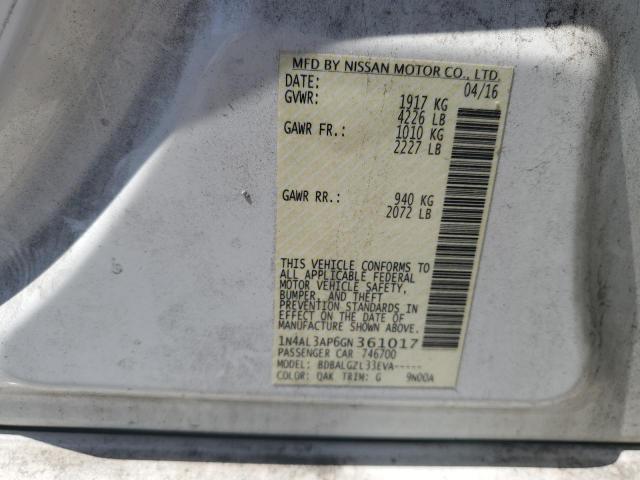 MFD BY NISSAN MOTOR CO., LTD.
DATE: 04/16
GVWR: 1917 KG
4226 LB
GAWR FR.: 1010 KG
2227 LB
GAWR RR.: 940 KG
2072 LB
THIS VEHICLE CONFORMS TO
ALL APPLICABLE FEDERAL
MOTOR VEHICLE SAFETY,
BUMPER, AND THEFT
PREVENTION STANDARDS IN
EFFECT ON THE DATE OF
MANUFACTURE SHOWN ABOVE.
1N4AL3AP6GN361017
PASSENGER CAR 746700
MODEL: BDBALGZL33EVA-----
COLOR: QAK TRIM: G 9N00A